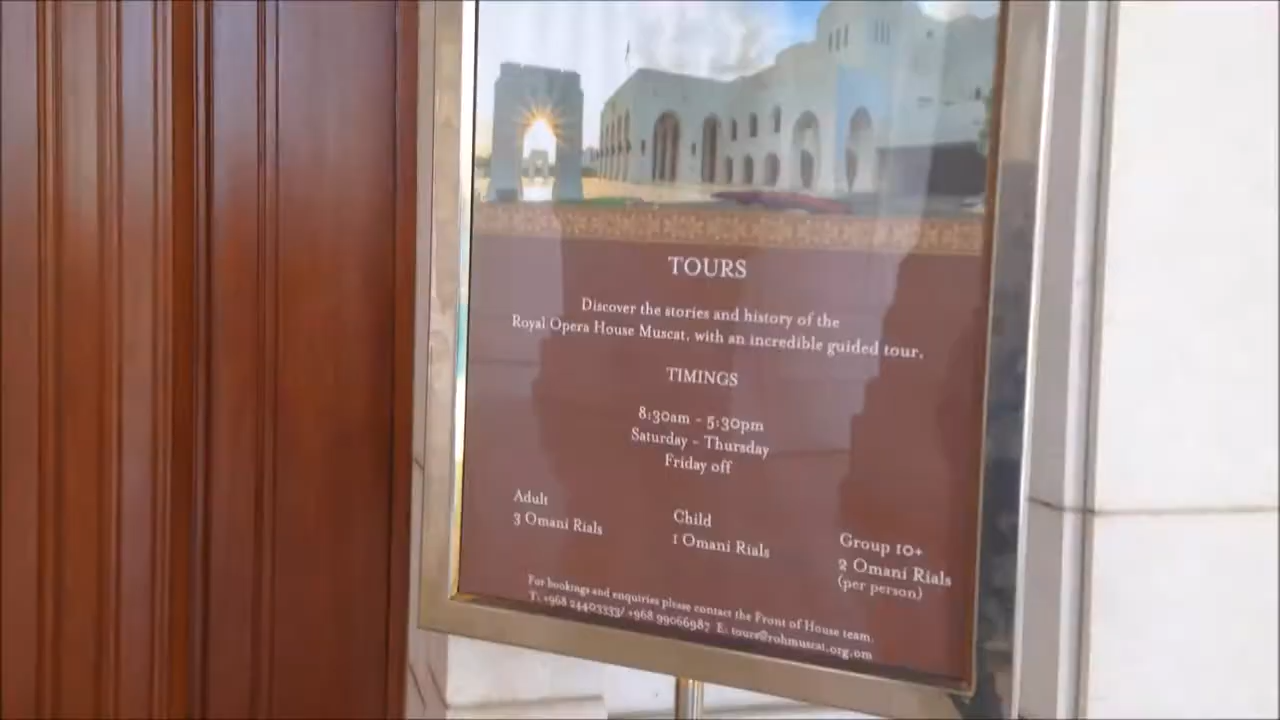 TOURS
Discover the stories and history of the
Royal Opera House Muscat, with an incredible guided tour.
TIMINGS
8:30am - 5:30pm
Saturday - Thursday
Friday off
Adult
3 Omani Rials
Child
1 Omani Rials
Group 10+
2 Omani Rials
(per person)
For bookings and enquiries please contact the Front of House team.
T: +968 24403333/ +968 99066987 E: tours@rohmuscat.org.om